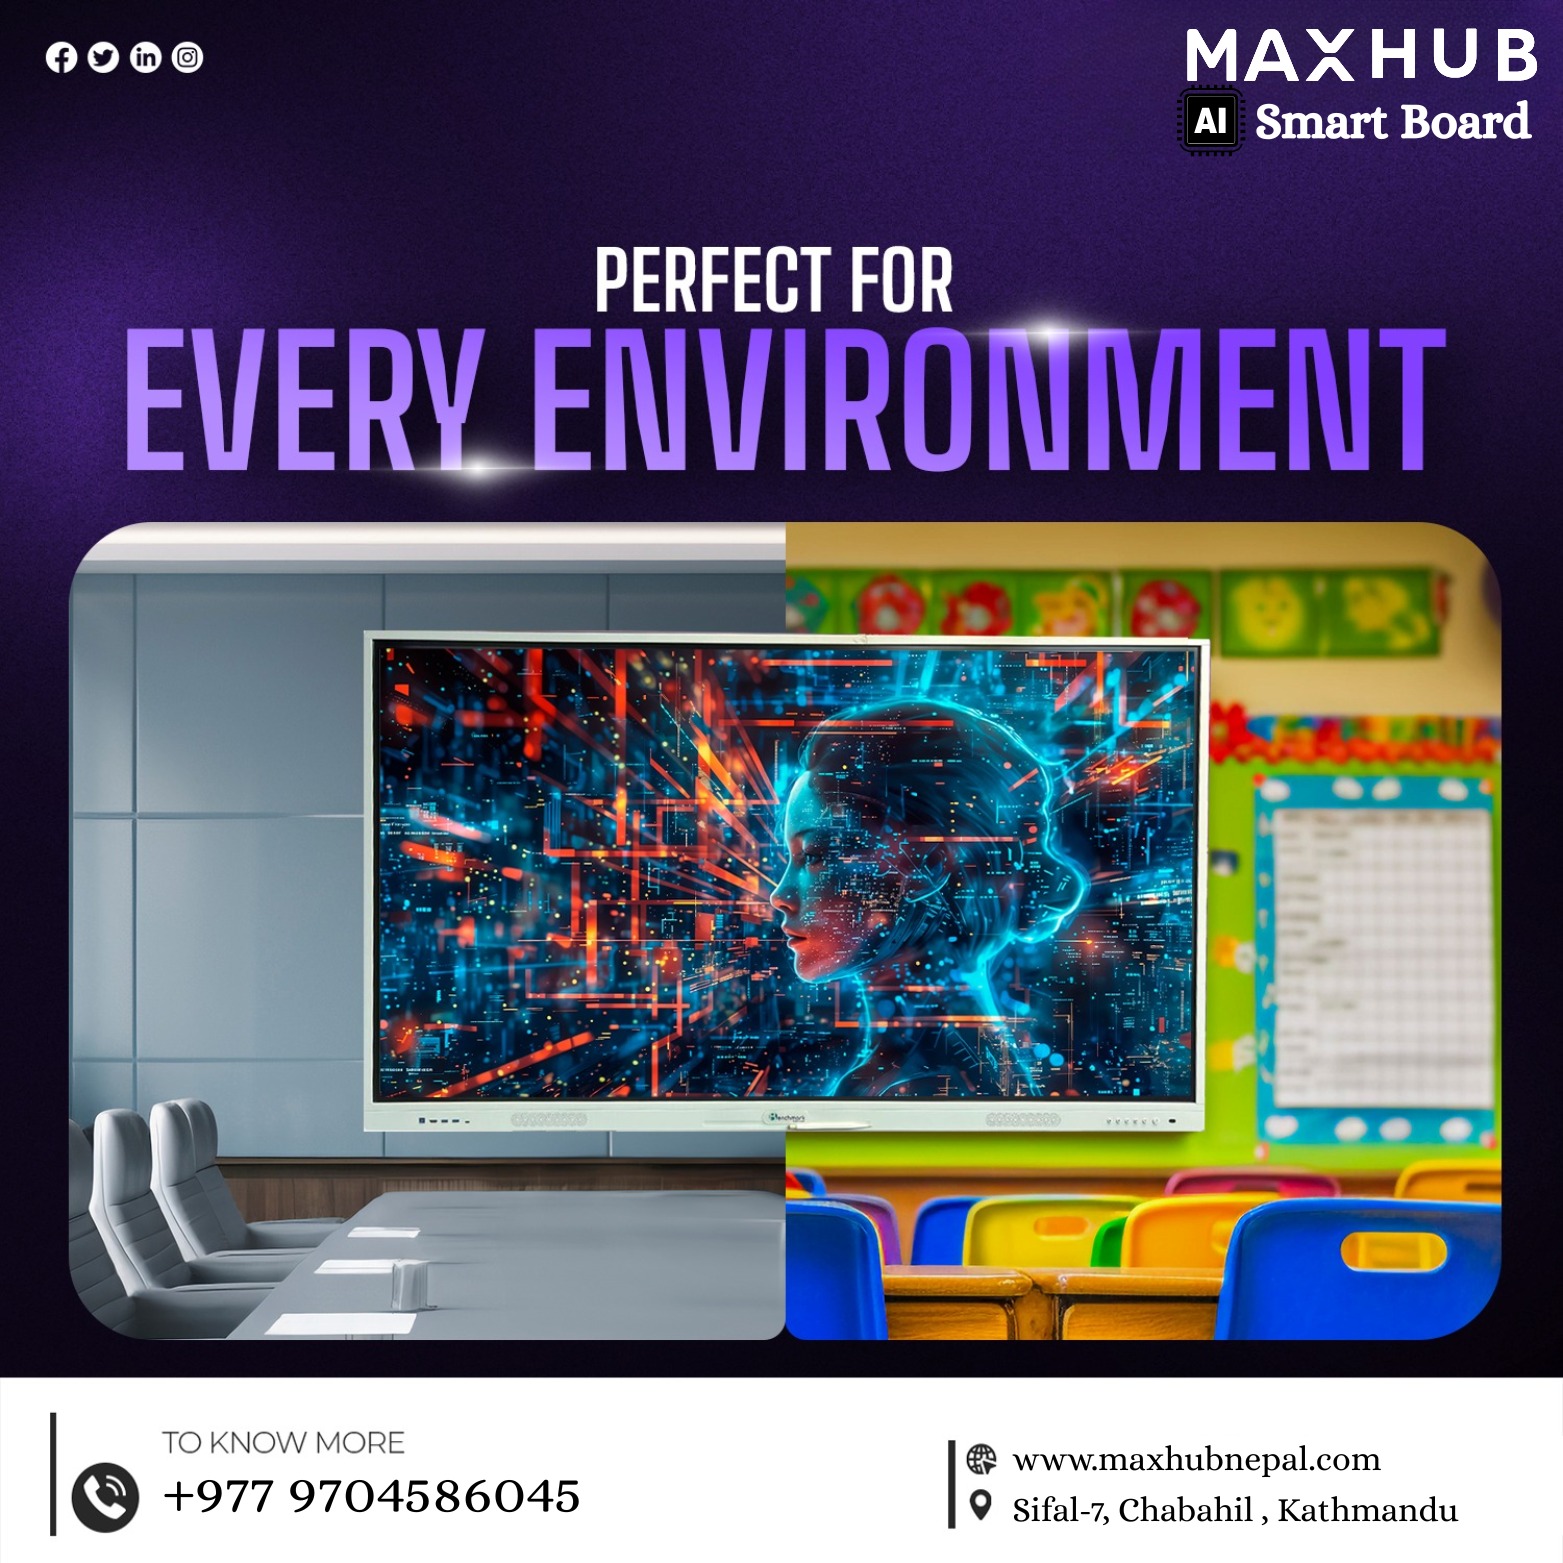 MAXHUB
AI Smart Board
PERFECT FOR
EVERY ENVIRONMENT
TO KNOW MORE
+977 9704586045
www.maxhubnepal.com
Sifal-7, Chabahil , Kathmandu